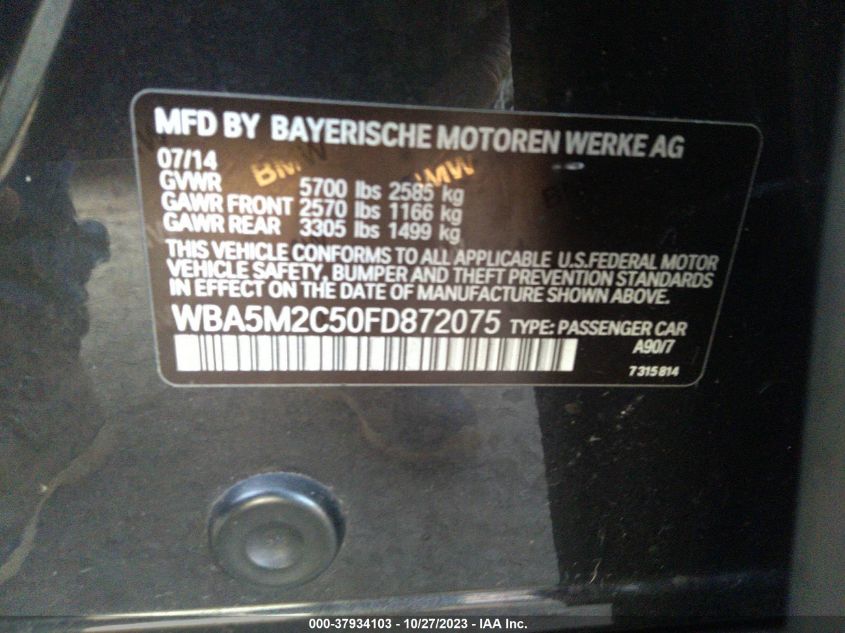 MFD BY BAYERISCHE MOTOREN WERKE AG
07/14
BMW BMW
GVWR 5700 lbs 2585 kg
GAWR FRONT 2570 lbs 1166 kg
GAWR REAR 3305 lbs 1499 kg
THIS VEHICLE CONFORMS TO ALL APPLICABLE U.S.FEDERAL MOTOR
VEHICLE SAFETY, BUMPER AND THEFT PREVENTION STANDARDS
IN EFFECT ON THE DATE OF MANUFACTURE SHOWN ABOVE.
WBA5M2C50FD872075 TYPE: PASSENGER CAR
A90/7
7315814
000-37934103 - 10/27/2023 - IAA Inc.